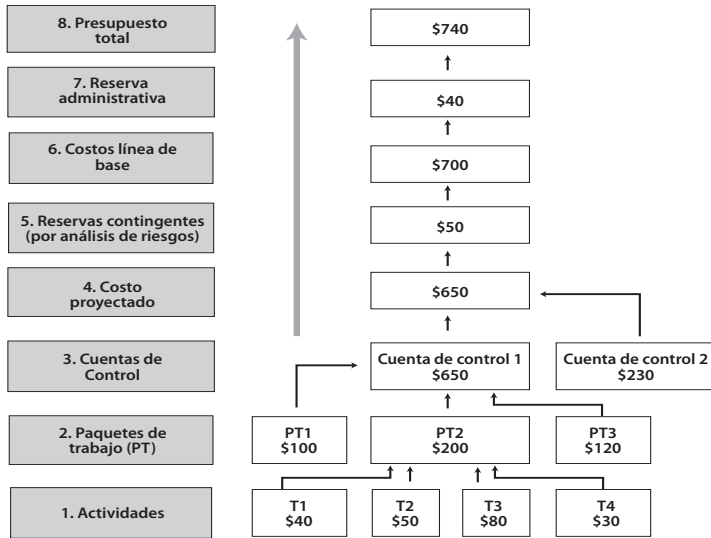 8. Presupuesto
total
$740
7. Reserva
administrativa
$40
6. Costos línea de
base
$700
5. Reservas contingentes
(por análisis de riesgos)
$50
4. Costo
proyectado
$650
3. Cuentas de
Control
Cuenta de control 1
$650
Cuenta de control 2
$230
2. Paquetes de
trabajo (PT)
PT1
$100
PT2
$200
PT3
$120
1. Actividades
T1
$40
T2
$50
T3
$80
T4
$30